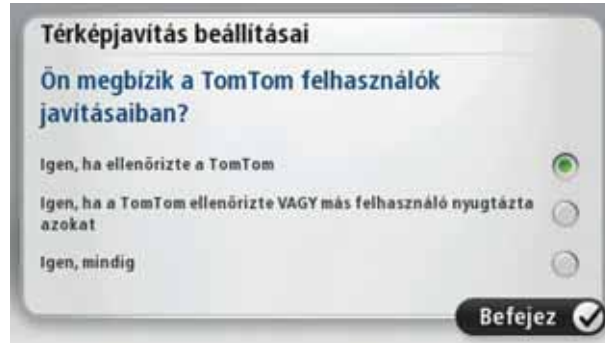 Térképjavítás beállításai
Ön megbízik a TomTom felhasználók
javításaiban?
Igen, ha ellenőrizte a TomTom
Igen, ha a TomTom ellenőrizte VAGY más felhasználó nyugtázta
azokat
Igen, mindig
Befejez